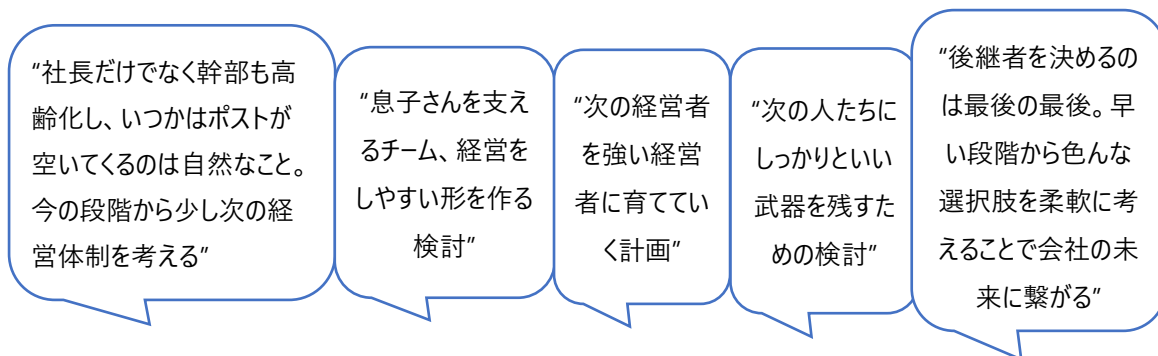 “社長だけでなく幹部も高
齢化し、いつかはポストが
空いてくるのは自然なこと。
今の段階から少し次の経
営体制を考える”
“息子さんを支え
るチーム、経営を
しやすい形を作る
検討”
“次の経営者
を強い経営
者に育ててい
く計画”
“次の人たちに
しっかりといい
武器を残すた
めの検討”
“後継者を決めるの
は最後の最後。早
い段階から色んな
選択肢を柔軟に考
えることで会社の未
来に繋がる”